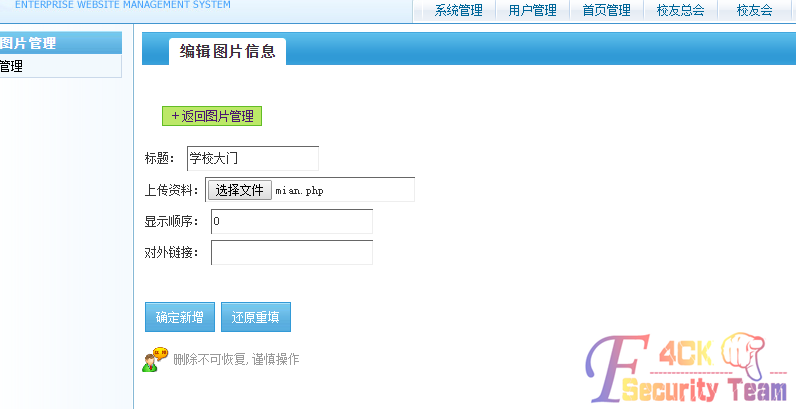 ENTERPRISE WEBSITE MANAGEMENT SYSTEM
系统管理 用户管理 首页管理 校友总会 校友会
图片管理
管理
编辑图片信息
+返回图片管理
标题： 学校大门
上传资料： 选择文件 mian.php
显示顺序： 0
对外链接：
确定新增 还原重填
删除不可恢复, 谨慎操作
F4CK
Security Team